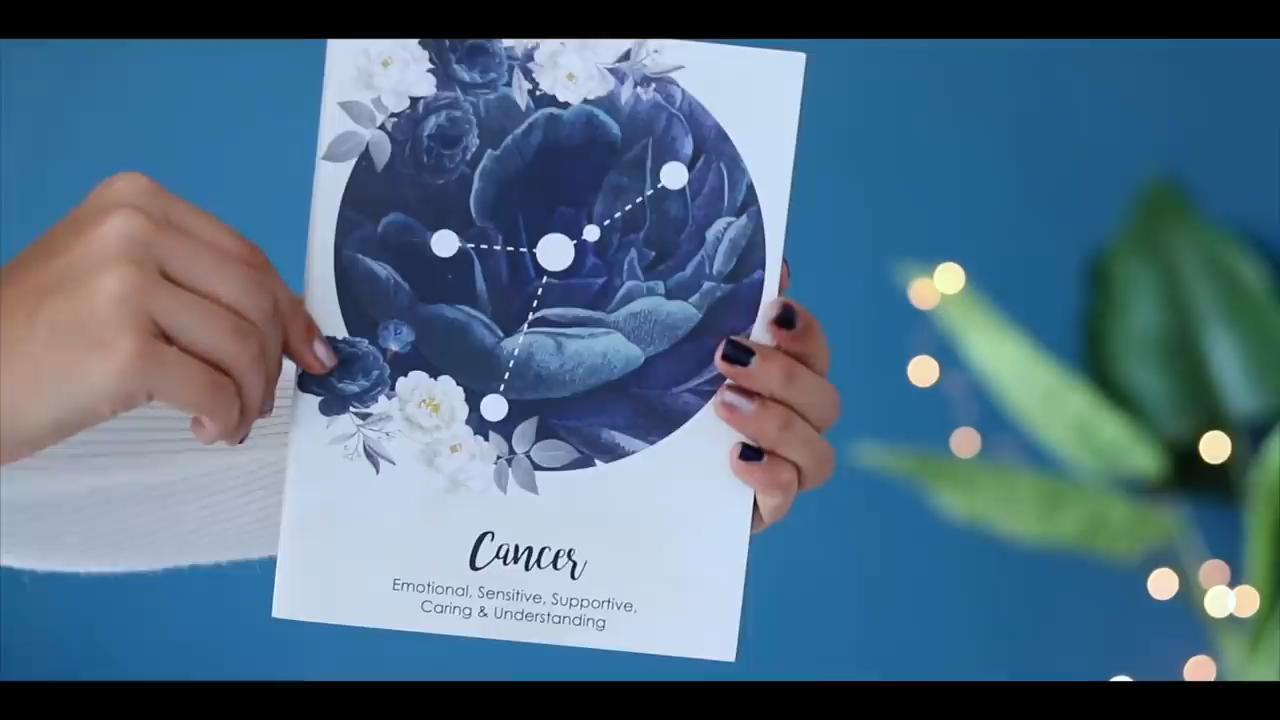 Cancer
Emotional, Sensitive, Supportive,
Caring & Understanding